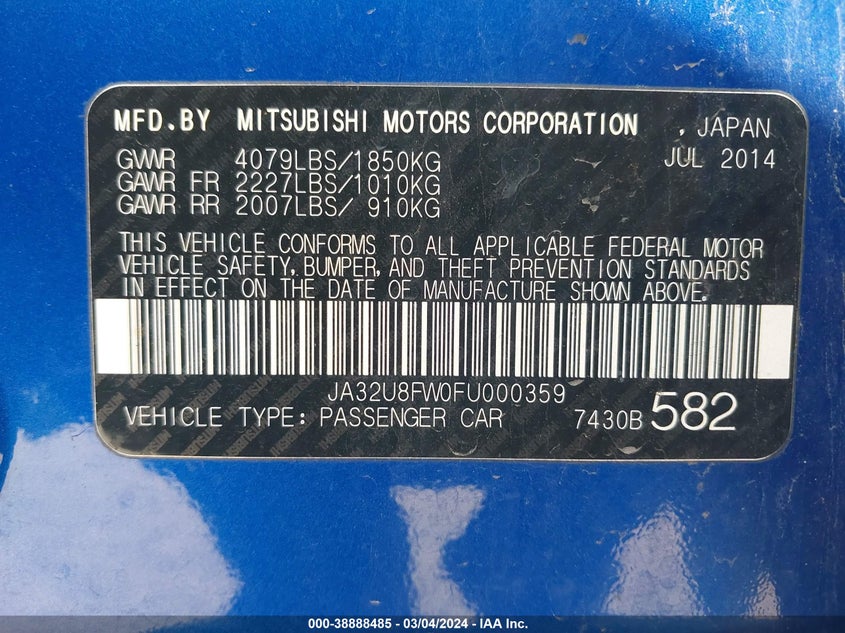 MFD.BY MITSUBISHI MOTORS CORPORATION , JAPAN
GVWR 4079LBS/1850KG JUL 2014
GAWR FR 2227LBS/1010KG
GAWR RR 2007LBS/ 910KG
THIS VEHICLE CONFORMS TO ALL APPLICABLE FEDERAL MOTOR
VEHICLE SAFETY, BUMPER, AND THEFT PREVENTION STANDARDS
IN EFFECT ON THE DATE OF MANUFACTURE SHOWN ABOVE.
JA32U8FW0FU000359
VEHICLE TYPE: PASSENGER CAR 7430B 582
000-38888485 - 03/04/2024 - IAA Inc.